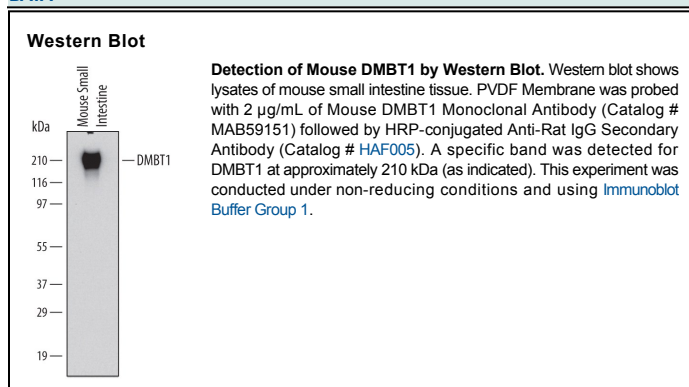 Western Blot
Mouse Small
Intestine
kDa
210
116
97
55
37
29
19
DMBT1
Detection of Mouse DMBT1 by Western Blot. Western blot shows
lysates of mouse small intestine tissue. PVDF Membrane was probed
with 2 µg/mL of Mouse DMBT1 Monoclonal Antibody (Catalog #
MAB59151) followed by HRP-conjugated Anti-Rat IgG Secondary
Antibody (Catalog # HAF005). A specific band was detected for
DMBT1 at approximately 210 kDa (as indicated). This experiment was
conducted under non-reducing conditions and using Immunoblot
Buffer Group 1.